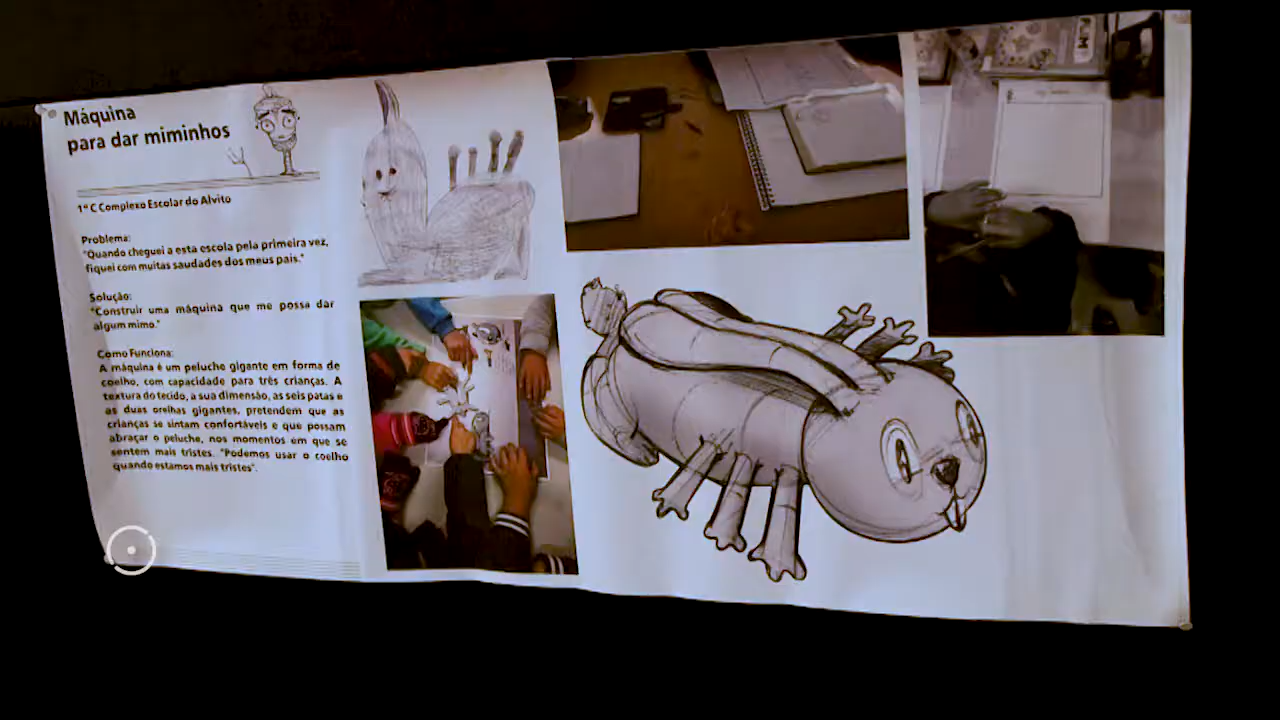 Máquina
para dar miminhos
1º C Complexo Escolar do Alvito
Problema:
"Quando cheguei a esta escola pela primeira vez,
fiquei com muitas saudades dos meus pais."
Solução:
"Construir uma máquina que me possa dar
algum mimo."
Como Funciona:
A máquina é um peluche gigante em forma de
coelho, com capacidade para três crianças. A
textura do tecido, a sua dimensão, as seis patas e
as duas orelhas gigantes, pretendem que as
crianças se sintam confortáveis e que possam
abraçar o peluche, nos momentos em que se
sentem mais tristes. "Podemos usar o coelho
quando estamos mais tristes".